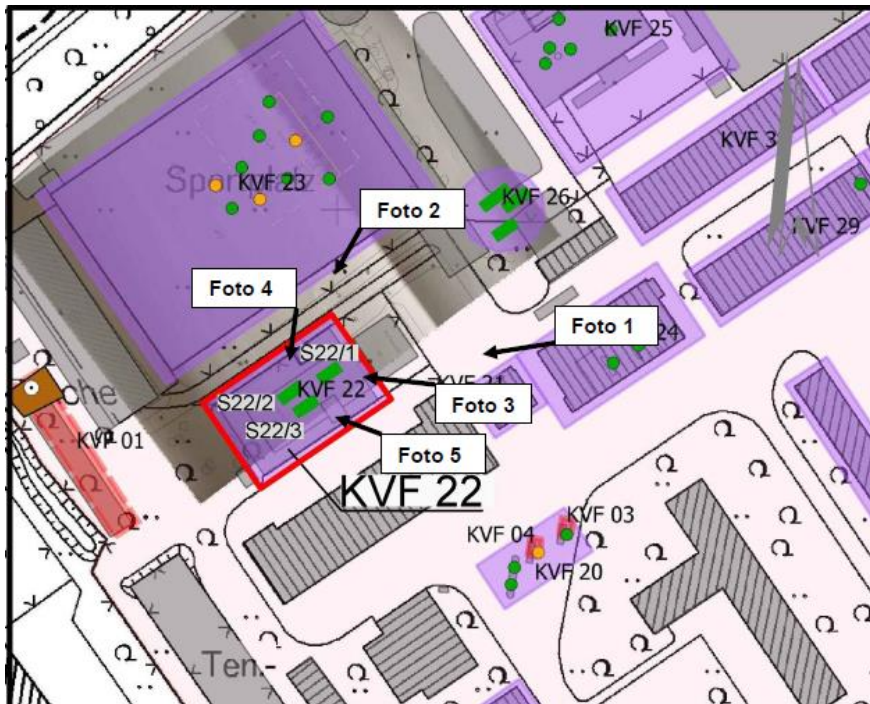 KVF 25
KVF 3
Sportplatz
KVF 23
KVF 26
Foto 2
KVF 29
Foto 4
Foto 1
24
S22/1
che
S22/2
KVF 22
KVF 21
Foto 3
S22/3
KVF 01
Foto 5
KVF 22
KVF 04
KVF 03
KVF 20
Ten.-